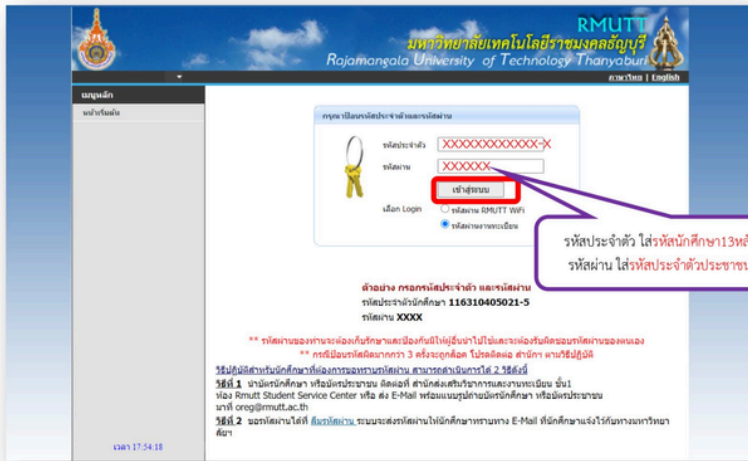 RMUTT
มหาวิทยาลัยเทคโนโลยีราชมงคลธัญบุรี
Rajamangala University of Technology Thanyaburi
ภาษาไทย | English
เมนูหลัก
หน้าเริ่มต้น
กรุณาป้อนรหัสประจำตัวและรหัสผ่าน
รหัสประจำตัว XXXXXXXXXXXX-X
รหัสผ่าน XXXXXX
เข้าสู่ระบบ
เลือก Login รหัสผ่าน RMUTT WiFi
รหัสผ่านงานทะเบียน
รหัสประจำตัว ใส่รหัสนักศึกษา13หลั
รหัสผ่าน ใส่รหัสประจำตัวประชาชน
ตัวอย่าง กรอกรหัสประจำตัว และรหัสผ่าน
รหัสประจำตัวนักศึกษา 116310405021-5
รหัสผ่าน XXXX
** รหัสผ่านของท่านจะต้องเก็บรักษาและป้องกันมิให้ผู้อื่นนำไปใช้และจะต้องรับผิดชอบรหัสผ่านของตนเอง
** กรณีป้อนรหัสผิดมากกว่า 3 ครั้งจะถูกล็อค โปรดติดต่อ สำนักฯ ตามวิธีปฏิบัติ
วิธีปฏิบัติสำหรับนักศึกษาที่ต้องการขอทราบรหัสผ่าน สามารถดำเนินการได้ 2 วิธีดังนี้
วิธีที่ 1 นำบัตรนักศึกษา หรือบัตรประชาชน ติดต่อที่ สำนักส่งเสริมวิชาการและงานทะเบียน ชั้น1
ห้อง Rmutt Student Service Center หรือ ส่ง E-Mail พร้อมแนบรูปถ่ายบัตรนักศึกษา หรือบัตรประชาชน
มาที่ oreg@rmutt.ac.th
วิธีที่ 2 ขอรหัสผ่านได้ที่ ลืมรหัสผ่าน ระบบจะส่งรหัสผ่านให้นักศึกษาทราบทาง E-Mail ที่นักศึกษาแจ้งไว้กับทางมหาวิทยา
ลัยฯ
เวลา 17:54:18